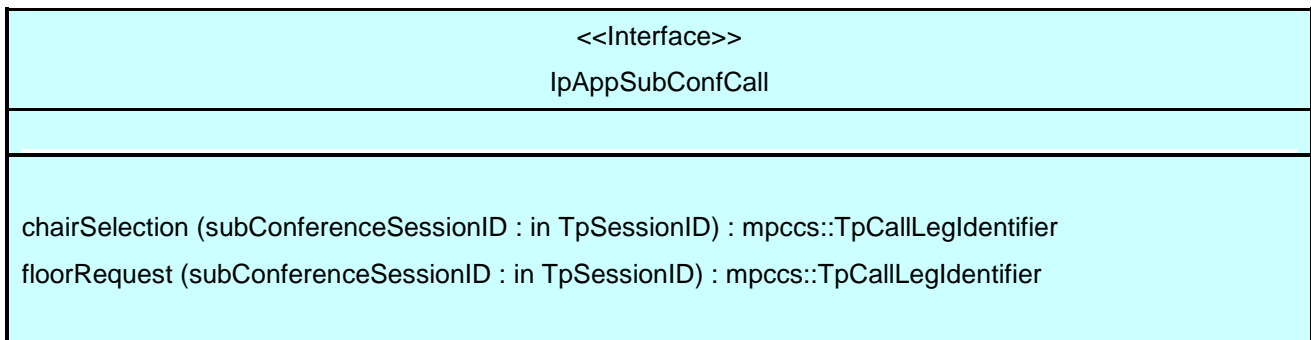 <<Interface>>
IpAppSubConfCall
chairSelection (subConferenceSessionID : in TpSessionID) : mpccs::TpCallLegIdentifier
floorRequest (subConferenceSessionID : in TpSessionID) : mpccs::TpCallLegIdentifier